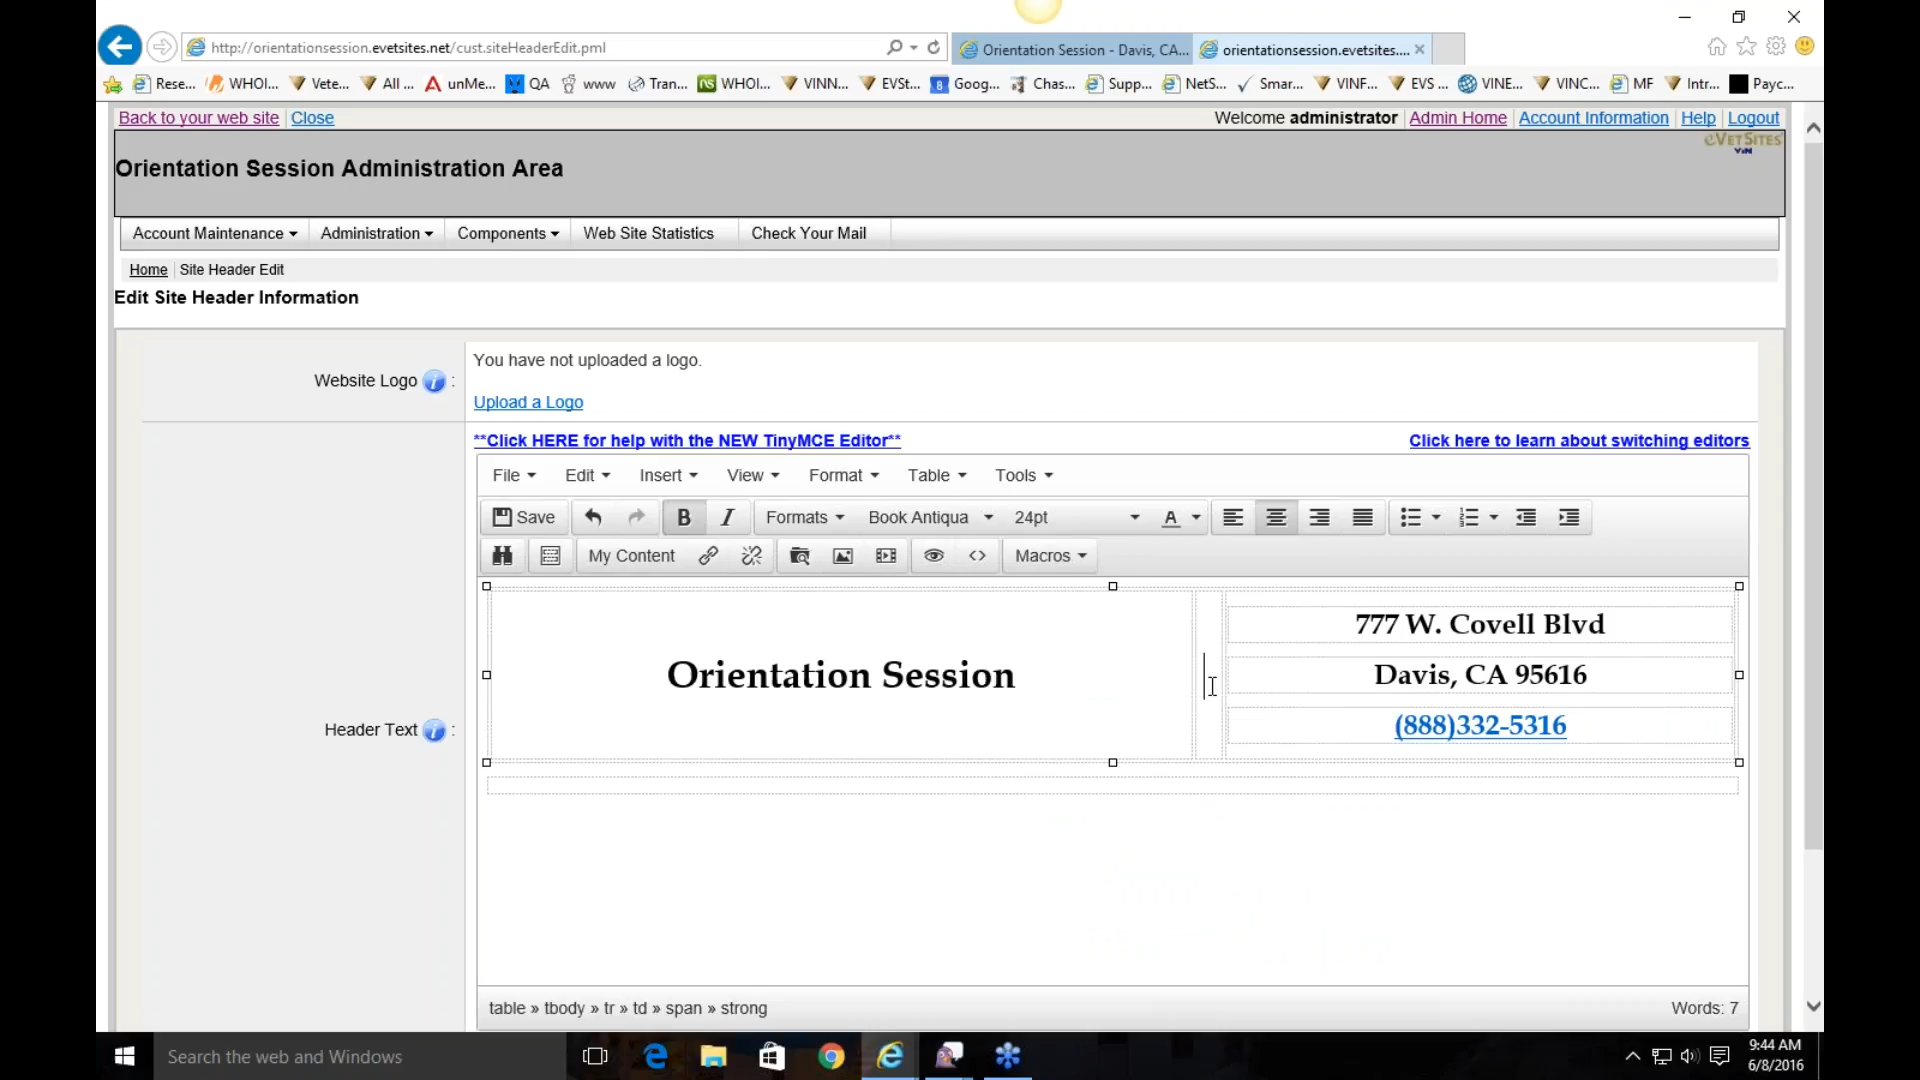 http://orientationsession.evetsites.net/cust.siteHeaderEdit.pml
Orientation Session - Davis, CA...
orientationsession.evetsites....
Rese... WHOI... Vete... All ... unMe... QA www Tran... WHOI... VINN... EVSt... Goog... Chas... Supp... NetS... Smar... VINF... EVS ... VINE... VINC... MF Intr... Payc...
Back to your web site Close
Welcome administrator Admin Home Account Information Help Logout
eVetSites
VIN
Orientation Session Administration Area
Account Maintenance Administration Components Web Site Statistics Check Your Mail
Home Site Header Edit
Edit Site Header Information
You have not uploaded a logo.
Website Logo i :
Upload a Logo
**Click HERE for help with the NEW TinyMCE Editor** Click here to learn about switching editors
File Edit Insert View Format Table Tools
Save B I Formats Book Antiqua 24pt A
My Content Macros
777 W. Covell Blvd
Orientation Session
Davis, CA 95616
(888)332-5316
Header Text i :
table » tbody » tr » td » span » strong Words: 7
Search the web and Windows
9:44 AM
6/8/2016